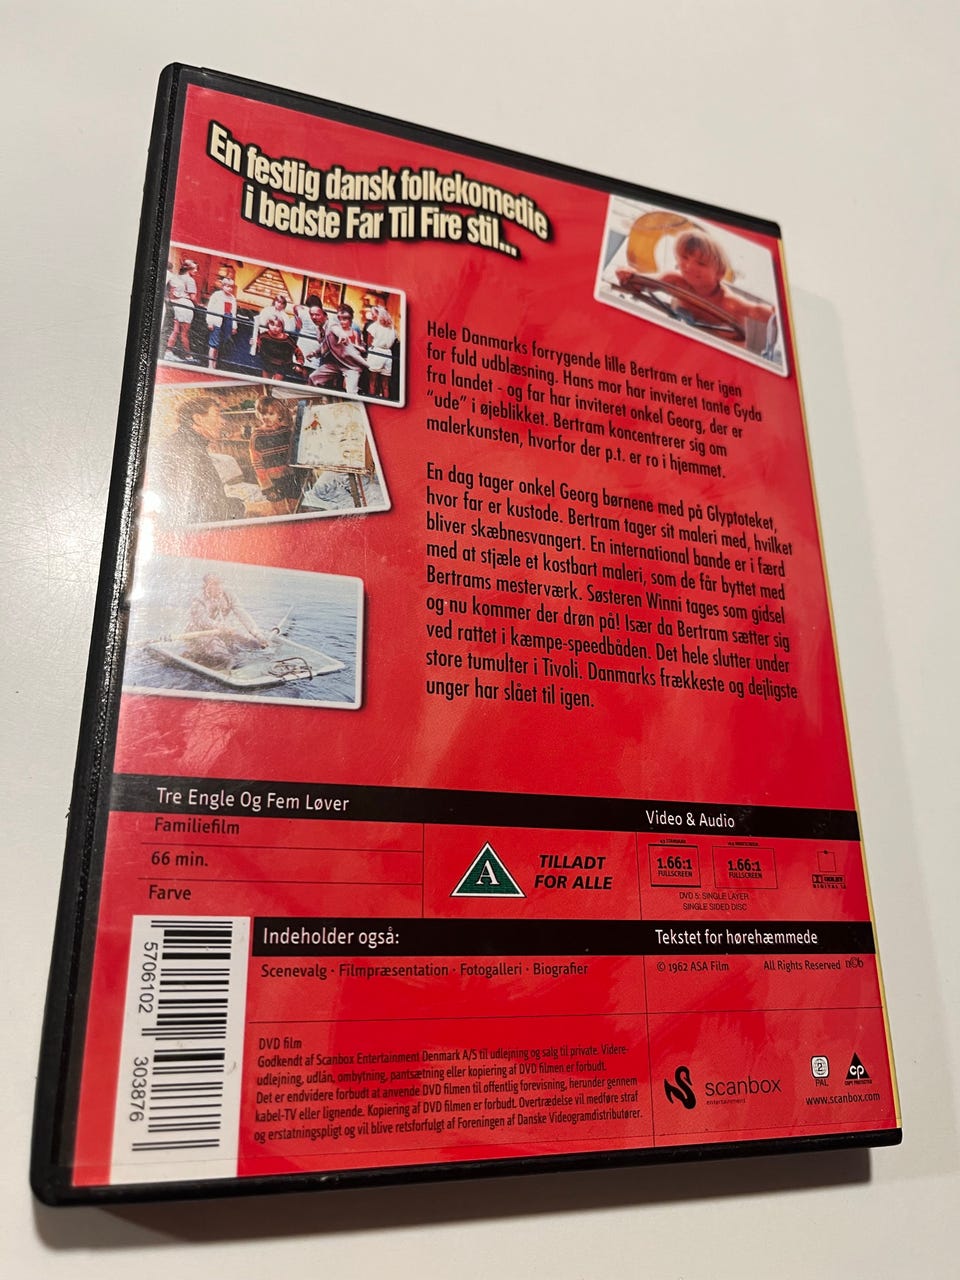 En festlig dansk folkekomedie
i bedste Far Til Fire stil...
Hele Danmarks forrygende lille Bertram er her igen
for fuld udblæsning. Hans mor har inviteret tante Gyda
fra landet - og far har inviteret onkel Georg, der er
"ude" i øjeblikket. Bertram koncentrerer sig om
malerkunsten, hvorfor der p.t. er ro i hjemmet.
En dag tager onkel Georg børnene med på Glyptoteket,
hvor far er kustode. Bertram tager sit maleri med, hvilket
bliver skæbnesvangert. En international bande er i færd
med at stjæle et kostbart maleri, som de får byttet med
Bertrams mesterværk. Søsteren Winni tages som gidsel
og nu kommer der drøn på! Især da Bertram sætter sig
ved rattet i kæmpe-speedbåden. Det hele slutter under
store tumulter i Tivoli. Danmarks frækkeste og dejligste
unger har slået til igen.
Tre Engle Og Fem Løver
Familiefilm
66 min.
Farve
A
TILLADT
FOR ALLE
Video & Audio
1.66:1
FULLSCREEN
1.66:1
FULLSCREEN
DVD 5: SINGLE LAYER
SINGLE SIDED DISC
DOLBY
DIGITAL
Indeholder også:
Scenevalg · Filmpræsentation · Fotogalleri · Biografier
Tekstet for hørehæmmede
© 1962 ASA Film
All Rights Reserved
DVD film
Godkendt af Scanbox Entertainment Denmark A/S til udlejning og salg til private. Videre-
udlejning, udlån, ombytning, pantsætning eller kopiering af DVD filmen er forbudt.
Det er endvidere forbudt at anvende DVD filmen til offentlig forevisning, herunder gennem
kabel-TV eller lignende. Kopiering af DVD filmen er forbudt. Overtrædelse vil medføre straf
og erstatningspligt og vil blive retsforfulgt af Foreningen af Danske Videogramdistributører.
scanbox
entertainment
2
PAL
CP
COPY PROTECTED
www.scanbox.com
5706102 303876